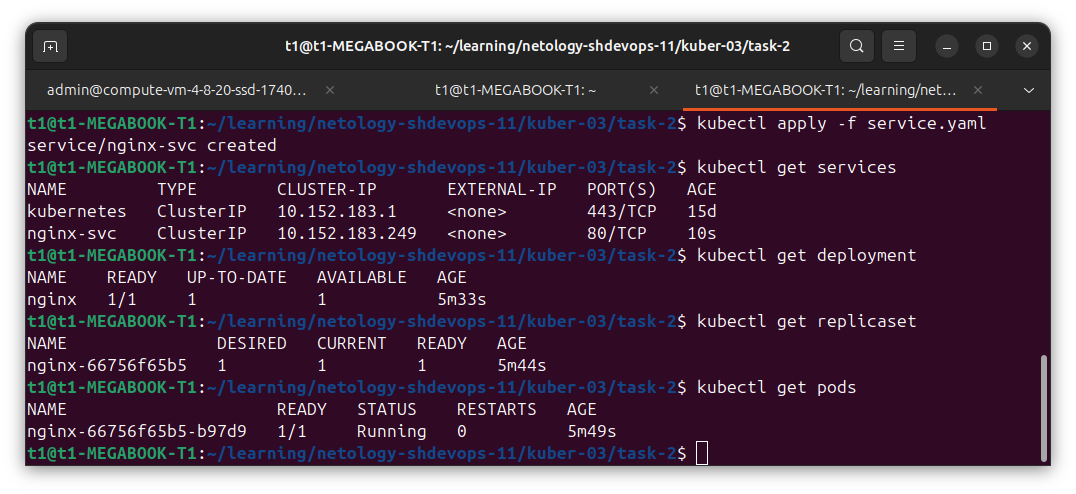 t1@t1-MEGABOOK-T1: ~/learning/netology-shdevops-11/kuber-03/task-2
admin@compute-vm-4-8-20-ssd-1740... × t1@t1-MEGABOOK-T1: ~ × t1@t1-MEGABOOK-T1: ~/learning/net... ×
t1@t1-MEGABOOK-T1:~/learning/netology-shdevops-11/kuber-03/task-2$ kubectl apply -f service.yaml
service/nginx-svc created
t1@t1-MEGABOOK-T1:~/learning/netology-shdevops-11/kuber-03/task-2$ kubectl get services
NAME         TYPE        CLUSTER-IP       EXTERNAL-IP   PORT(S)   AGE
kubernetes   ClusterIP   10.152.183.1     <none>        443/TCP   15d
nginx-svc    ClusterIP   10.152.183.249   <none>        80/TCP    10s
t1@t1-MEGABOOK-T1:~/learning/netology-shdevops-11/kuber-03/task-2$ kubectl get deployment
NAME    READY   UP-TO-DATE   AVAILABLE   AGE
nginx   1/1     1            1           5m33s
t1@t1-MEGABOOK-T1:~/learning/netology-shdevops-11/kuber-03/task-2$ kubectl get replicaset
NAME               DESIRED   CURRENT   READY   AGE
nginx-66756f65b5   1         1         1       5m44s
t1@t1-MEGABOOK-T1:~/learning/netology-shdevops-11/kuber-03/task-2$ kubectl get pods
NAME                     READY   STATUS    RESTARTS   AGE
nginx-66756f65b5-b97d9   1/1     Running   0          5m49s
t1@t1-MEGABOOK-T1:~/learning/netology-shdevops-11/kuber-03/task-2$